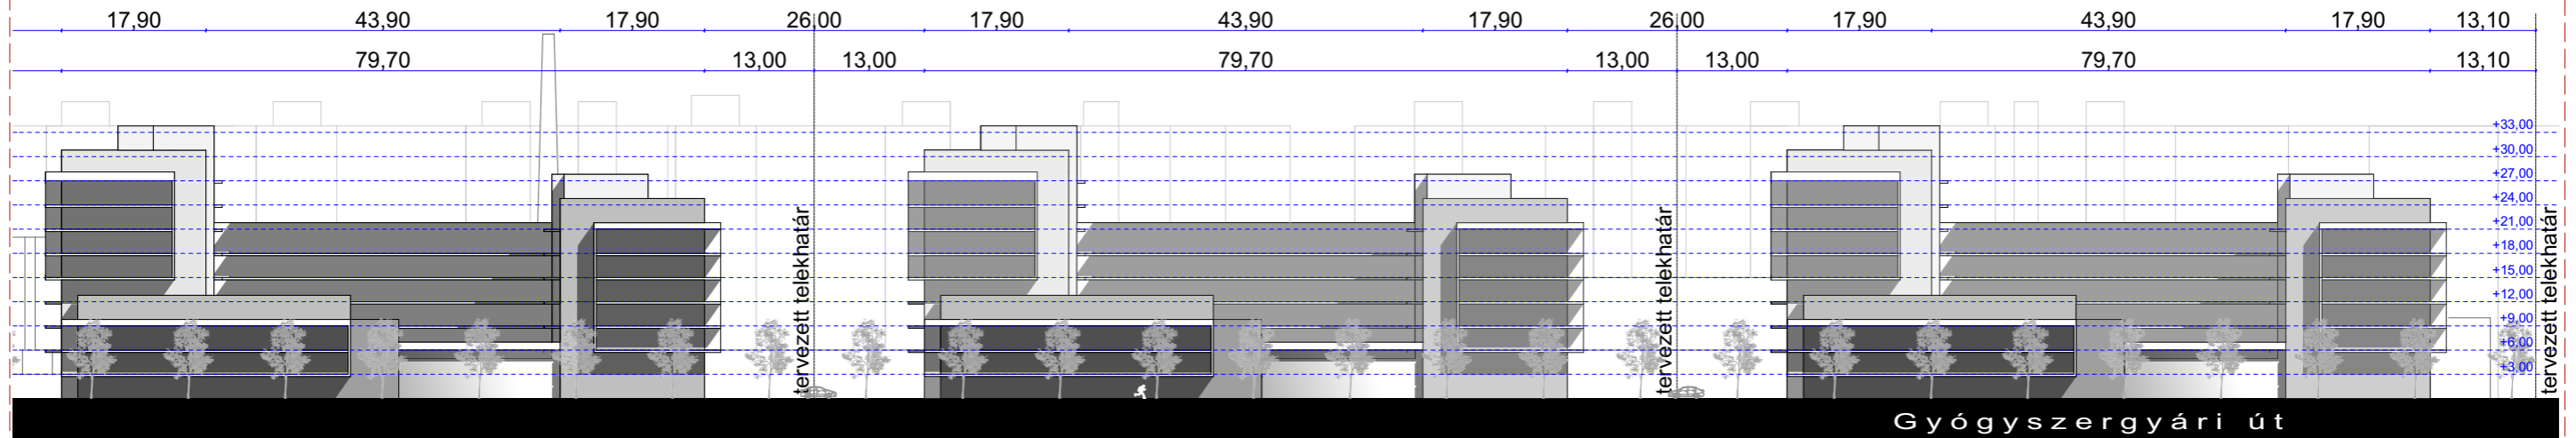 17,90 43,90 17,90 26,00 17,90 43,90 17,90 26,00 17,90 43,90 17,90 13,10
79,70 13,00 13,00 79,70 13,00 13,00 79,70 13,10
+33,00
+30,00
+27,00
+24,00
+21,00
+18,00
+15,00
+12,00
+9,00
+6,00
+3,00
tervezett telekhatár
tervezett telekhatár
tervezett telekhatár
Gyógyszergyári út